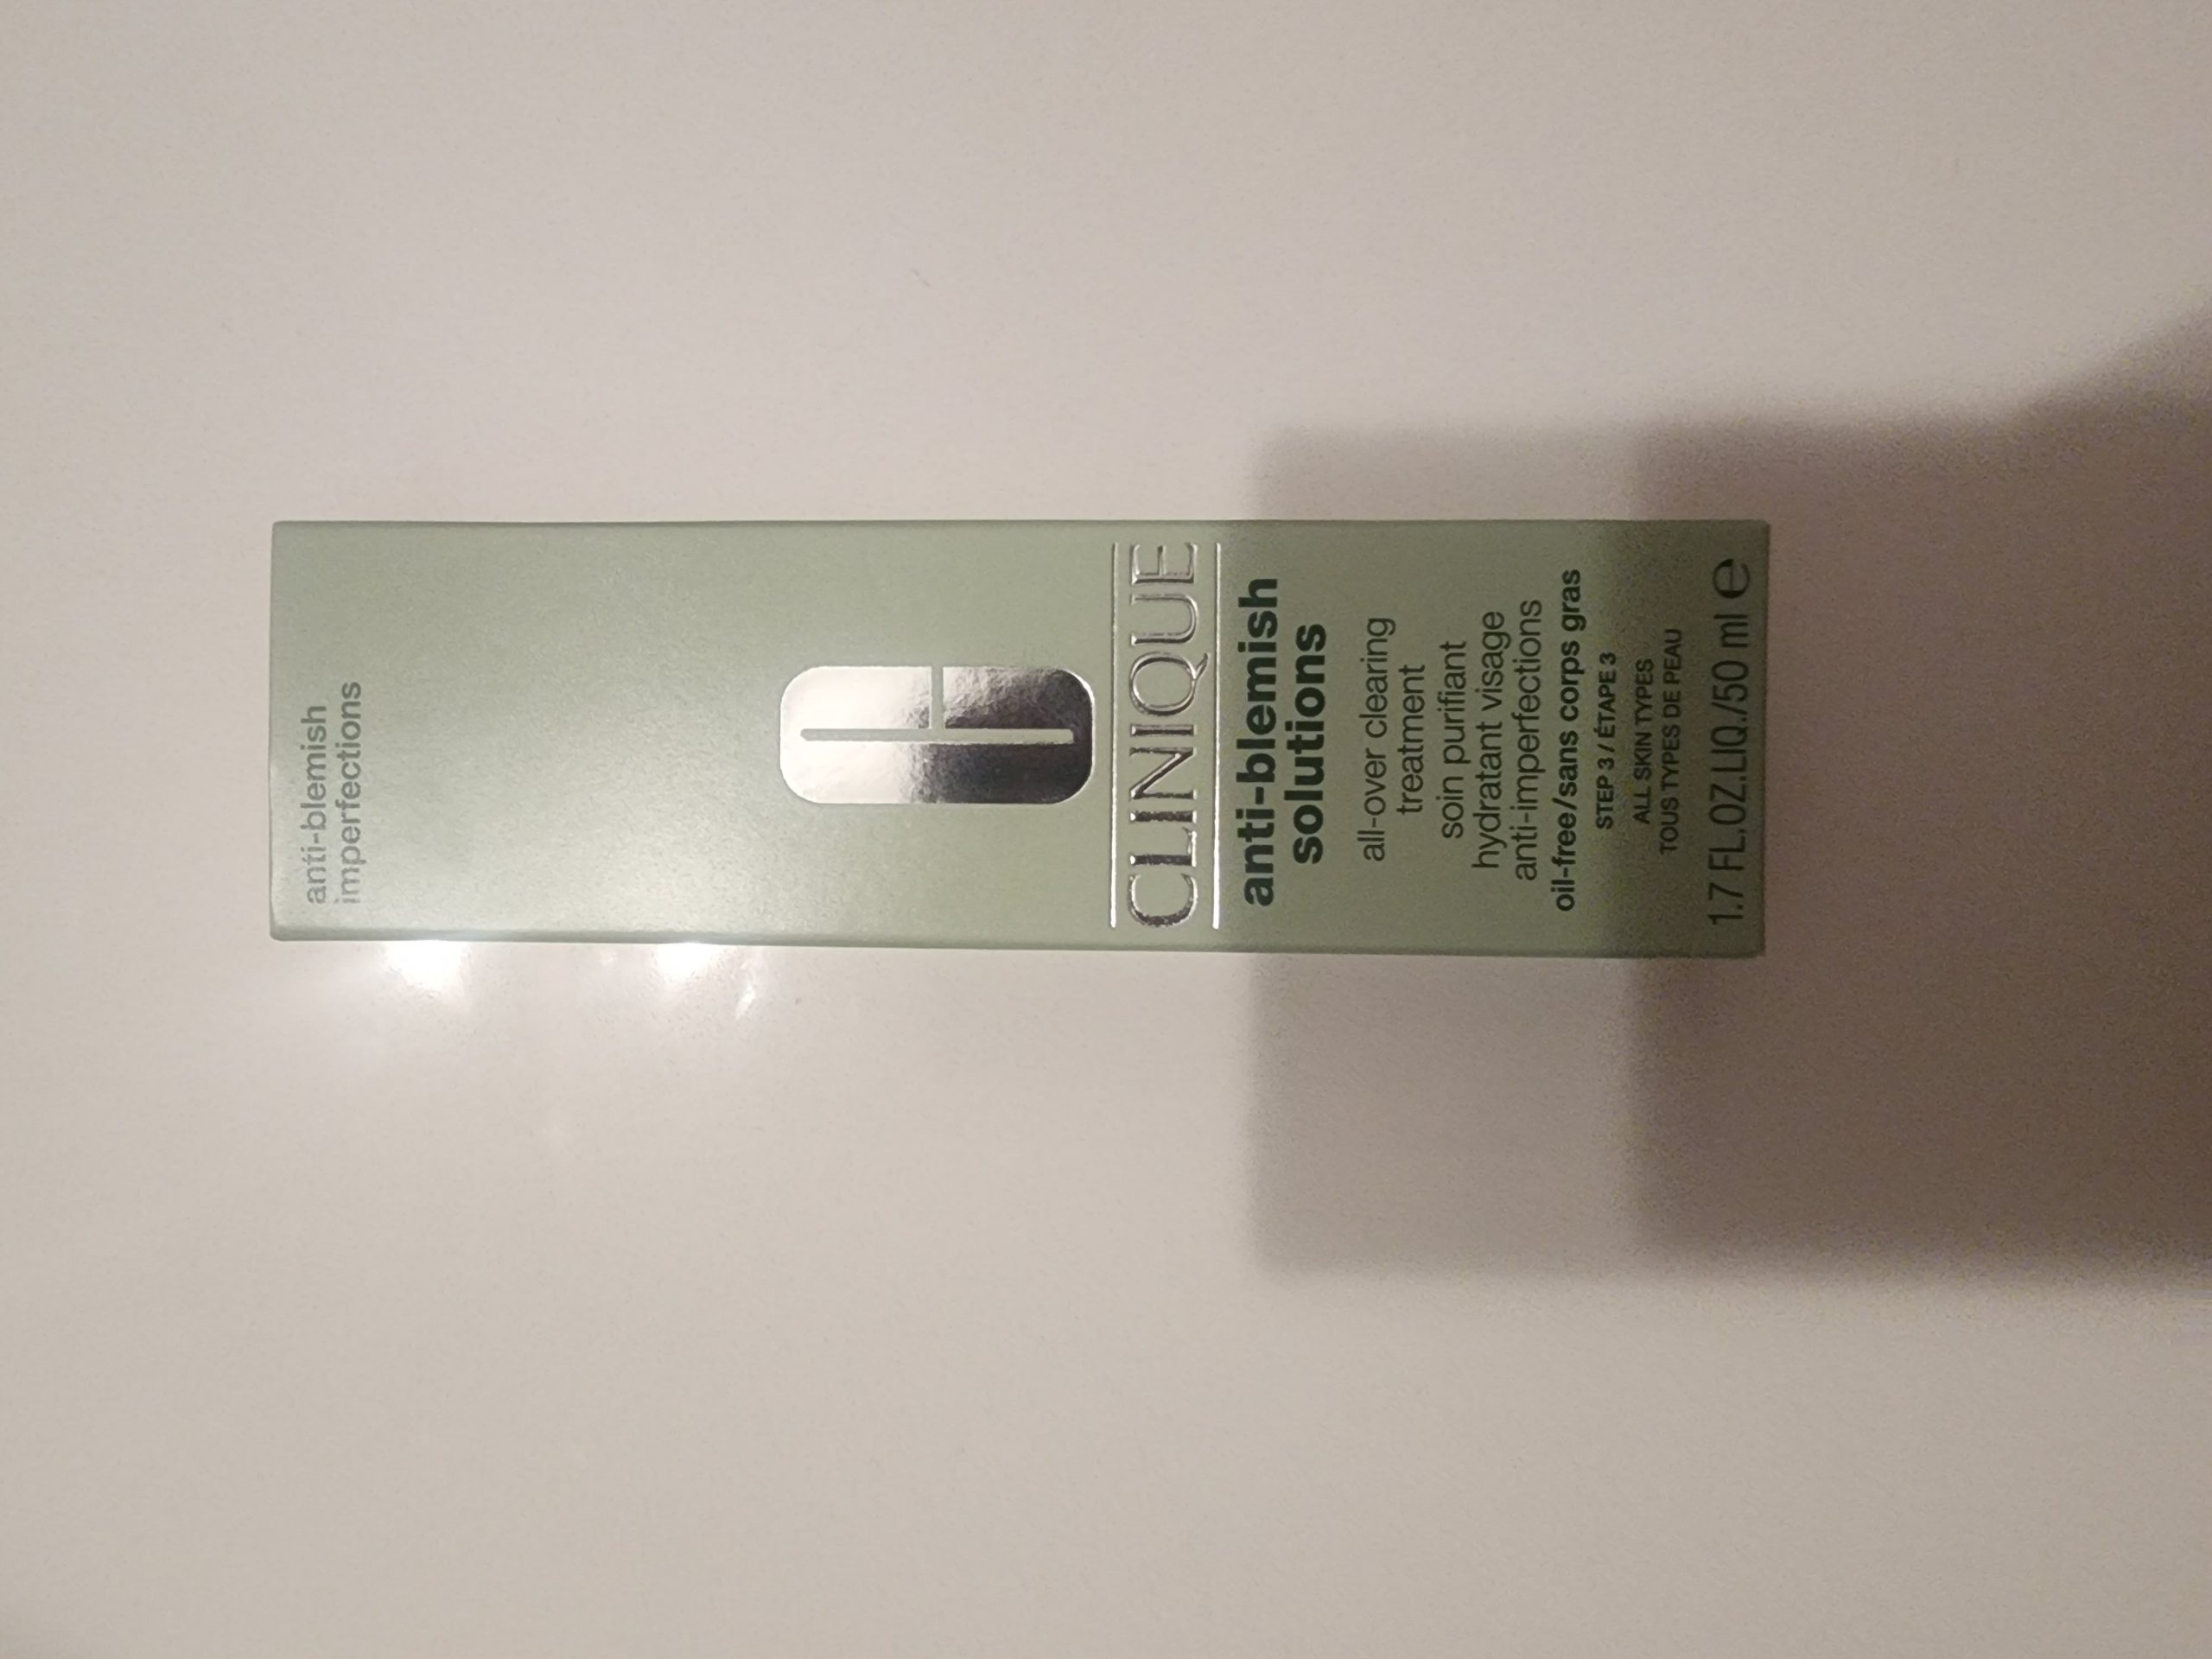 anti-blemish
imperfections
CLINIQUE
anti-blemish
solutions
all-over clearing
treatment
soin purifiant
hydratant visage
anti-imperfections
oil-free/sans corps gras
STEP 3 / ÉTAPE 3
ALL SKIN TYPES
TOUS TYPES DE PEAU
1.7 FL.OZ.LIQ./50 ml ℮